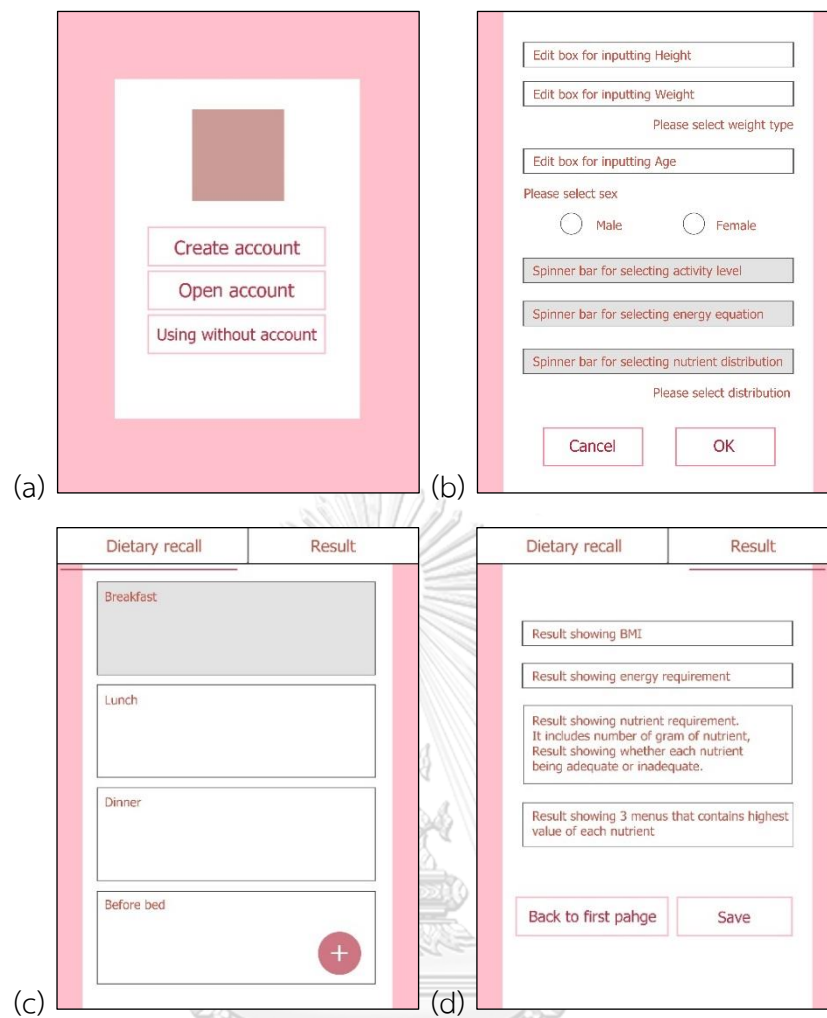 Create account
Open account
Using without account
(a)
Edit box for inputting Height
Edit box for inputting Weight
Please select weight type
Edit box for inputting Age
Please select sex
Male Female
Spinner bar for selecting activity level
Spinner bar for selecting energy equation
Spinner bar for selecting nutrient distribution
Please select distribution
Cancel OK
(b)
Dietary recall Result
Breakfast
Lunch
Dinner
Before bed
+
(c)
Dietary recall Result
Result showing BMI
Result showing energy requirement
Result showing nutrient requirement.
It includes number of gram of nutrient,
Result showing whether each nutrient
being adequate or inadequate.
Result showing 3 menus that contains highest
value of each nutrient
Back to first pahge Save
(d)